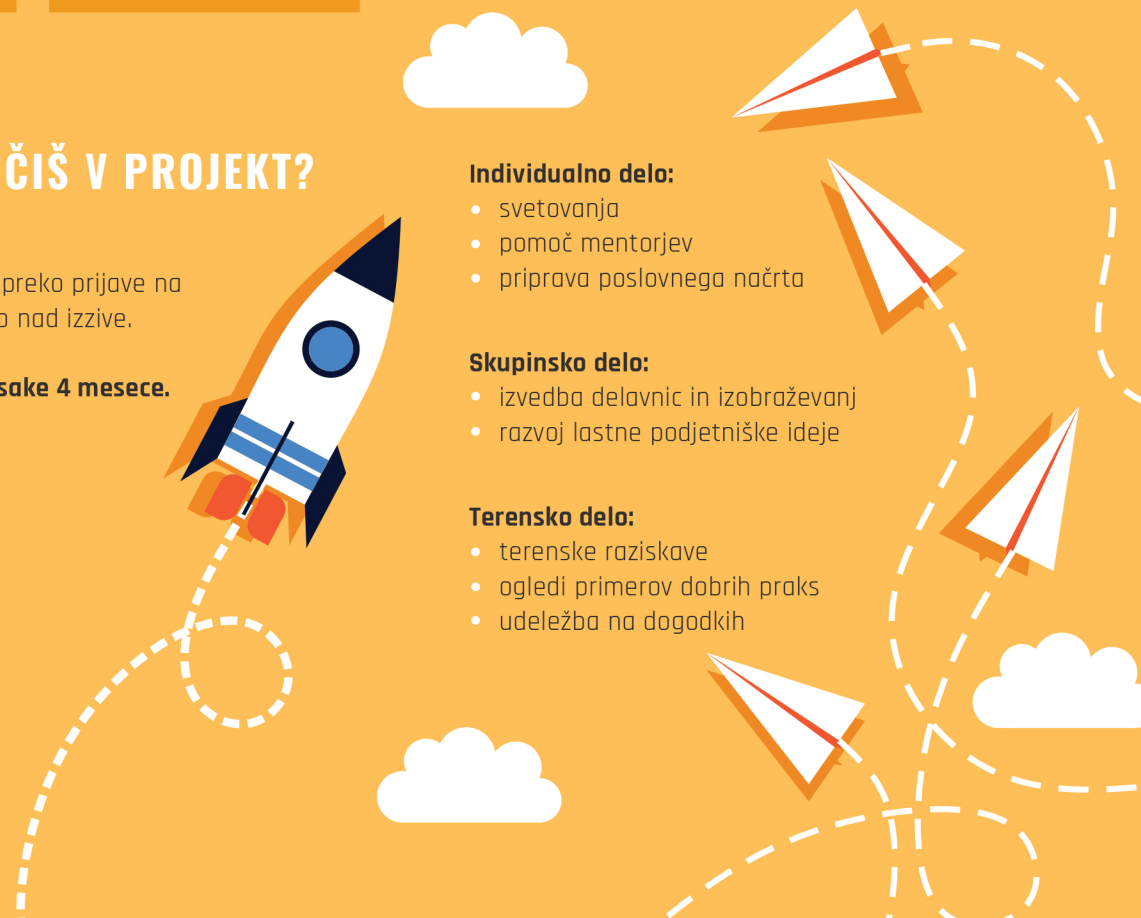 ČIŠ V PROJEKT?
preko prijave na
o nad izzive.
sake 4 mesece.
Individualno delo:
svetovanja
pomoč mentorjev
priprava poslovnega načrta
Skupinsko delo:
izvedba delavnic in izobraževanj
razvoj lastne podjetniške ideje
Terensko delo:
terenske raziskave
ogledi primerov dobrih praks
udeležba na dogodkih